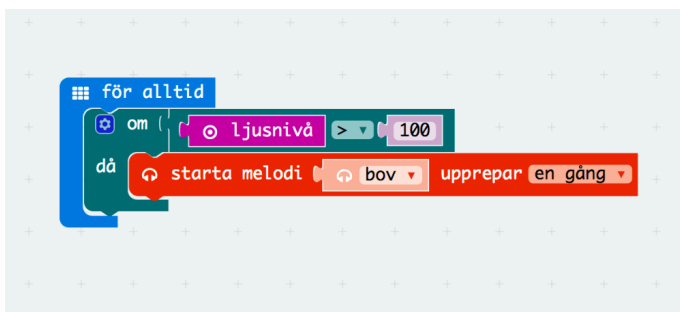 för alltid
om ljusnivå > 100
då starta melodi bov upprepar en gång